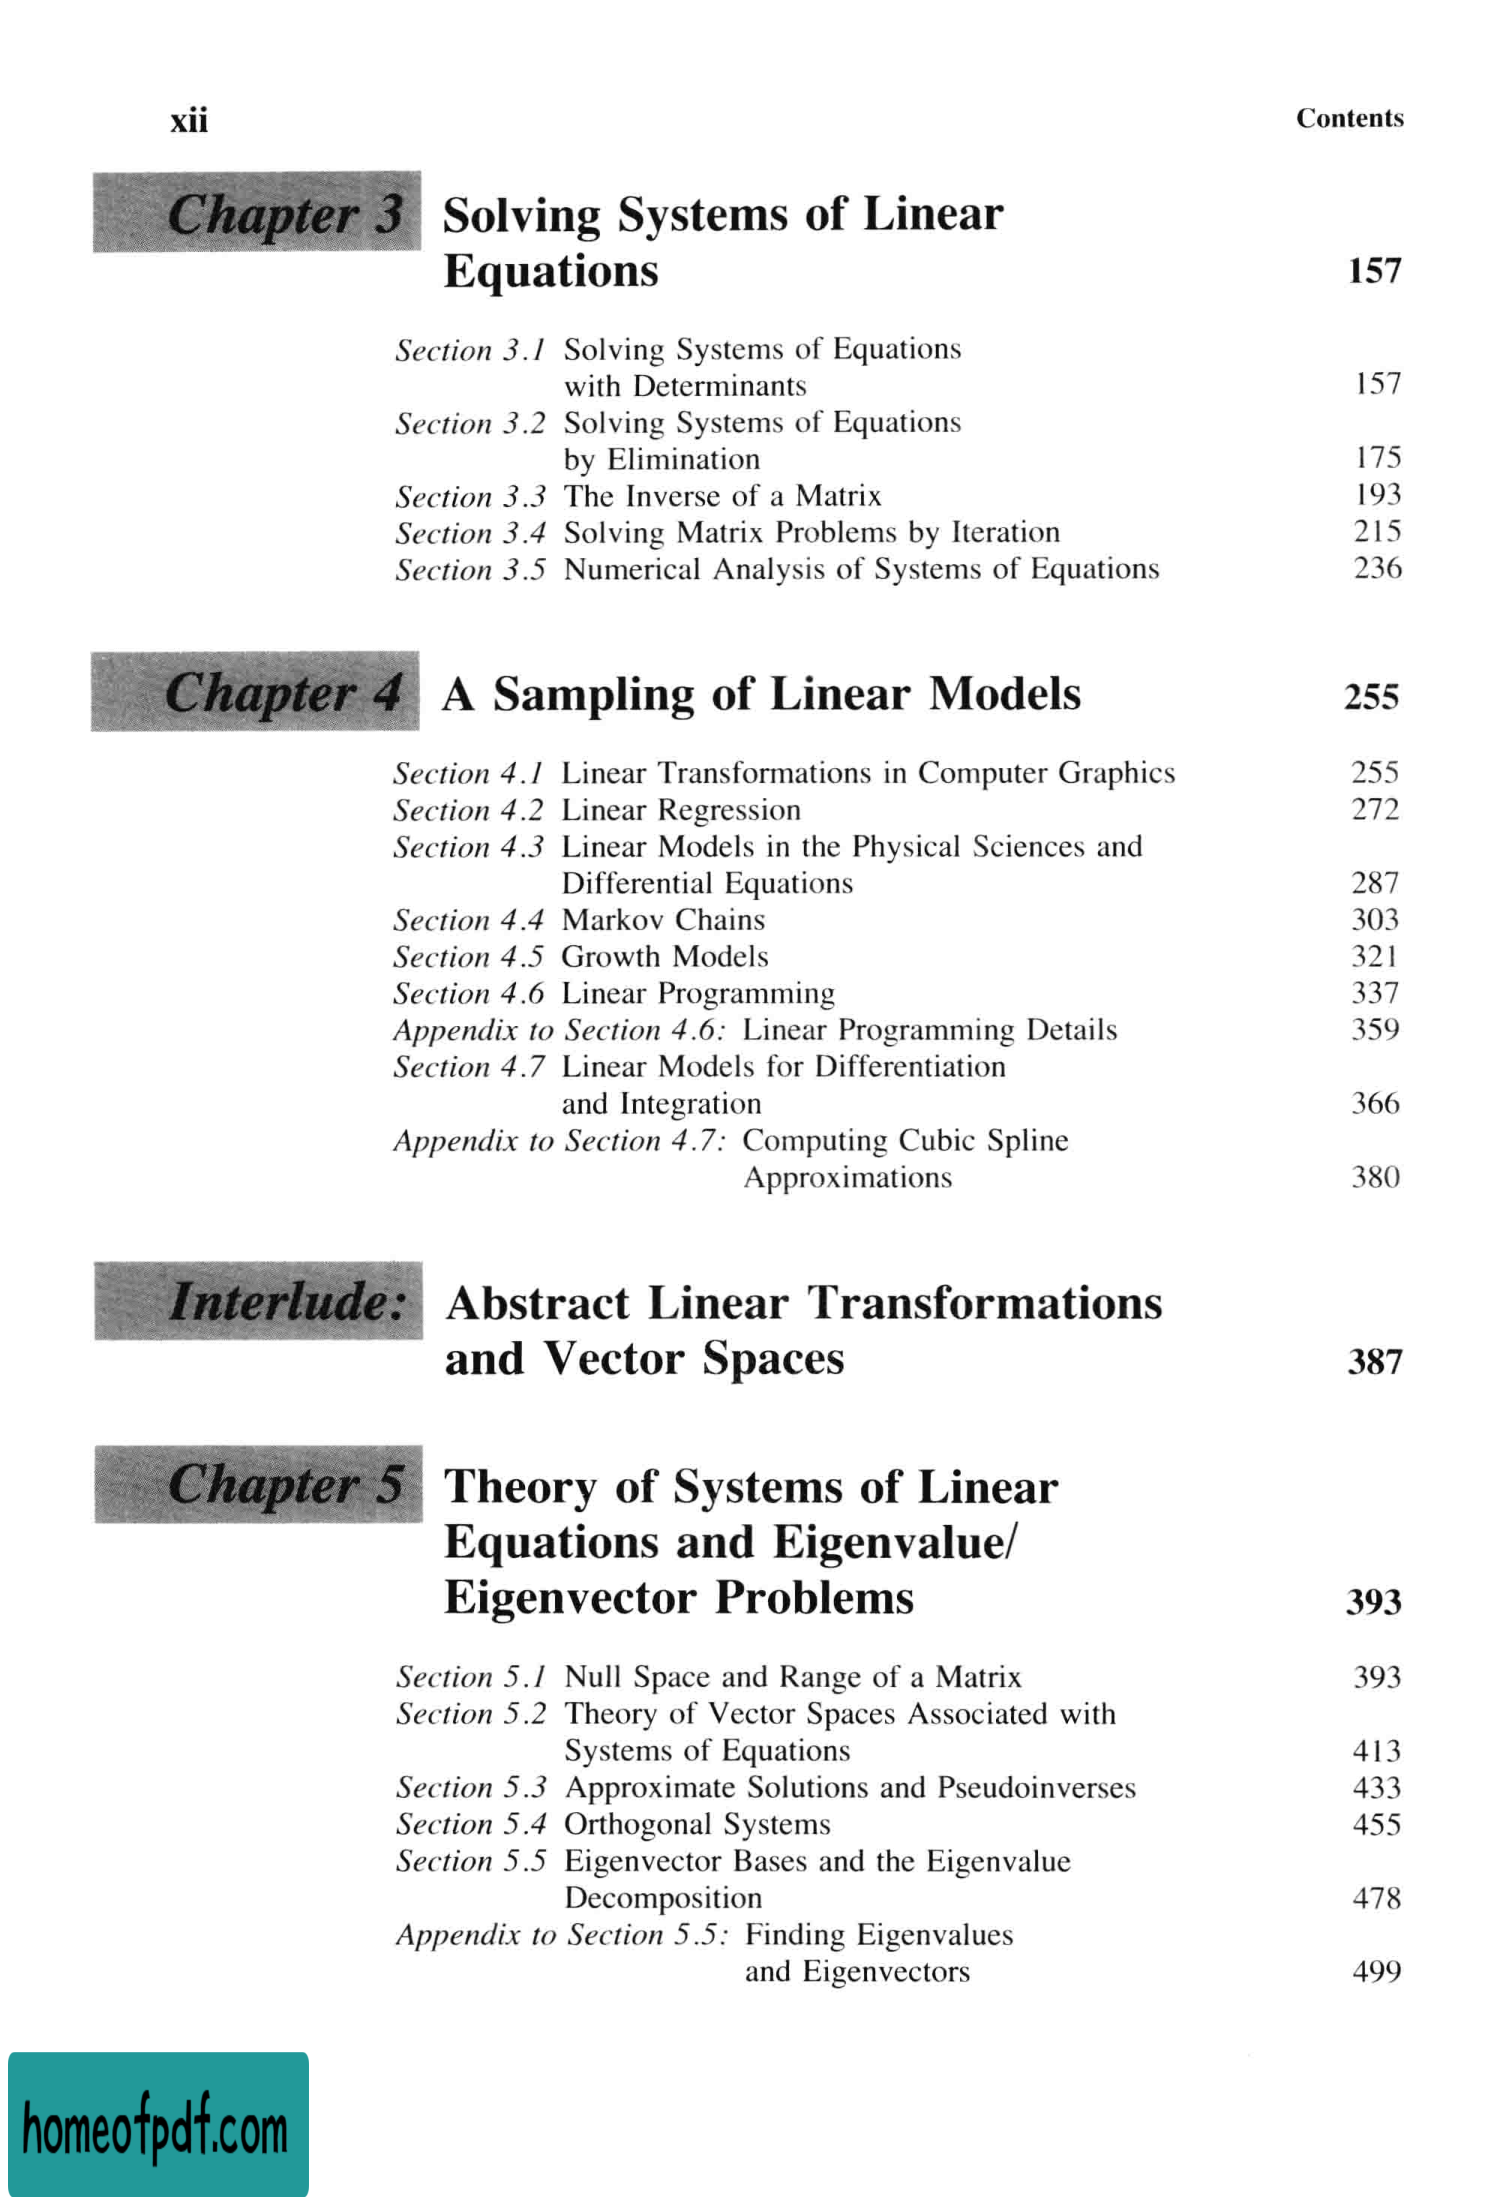 xii Contents
Chapter 3 Solving Systems of Linear
Equations 157
Section 3.1 Solving Systems of Equations
with Determinants 157
Section 3.2 Solving Systems of Equations
by Elimination 175
Section 3.3 The Inverse of a Matrix 193
Section 3.4 Solving Matrix Problems by Iteration 215
Section 3.5 Numerical Analysis of Systems of Equations 236
Chapter 4 A Sampling of Linear Models 255
Section 4.1 Linear Transformations in Computer Graphics 255
Section 4.2 Linear Regression 272
Section 4.3 Linear Models in the Physical Sciences and
Differential Equations 287
Section 4.4 Markov Chains 303
Section 4.5 Growth Models 321
Section 4.6 Linear Programming 337
Appendix to Section 4.6: Linear Programming Details 359
Section 4.7 Linear Models for Differentiation
and Integration 366
Appendix to Section 4.7: Computing Cubic Spline
Approximations 380
Interlude: Abstract Linear Transformations
and Vector Spaces 387
Chapter 5 Theory of Systems of Linear
Equations and Eigenvalue/
Eigenvector Problems 393
Section 5.1 Null Space and Range of a Matrix 393
Section 5.2 Theory of Vector Spaces Associated with
Systems of Equations 413
Section 5.3 Approximate Solutions and Pseudoinverses 433
Section 5.4 Orthogonal Systems 455
Section 5.5 Eigenvector Bases and the Eigenvalue
Decomposition 478
Appendix to Section 5.5: Finding Eigenvalues
and Eigenvectors 499
homeofpdf.com